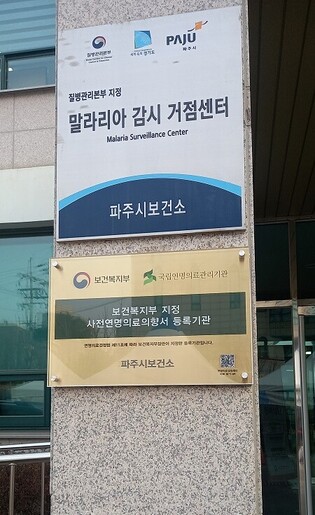 질병관리본부
경기도
PAJU
파주시
질병관리본부 지정
말라리아 감시 거점센터
Malaria Surveillance Center
파주시보건소
보건복지부
국립연명의료관리기관
보건복지부 지정
사전연명의료의향서 등록기관
파주시보건소